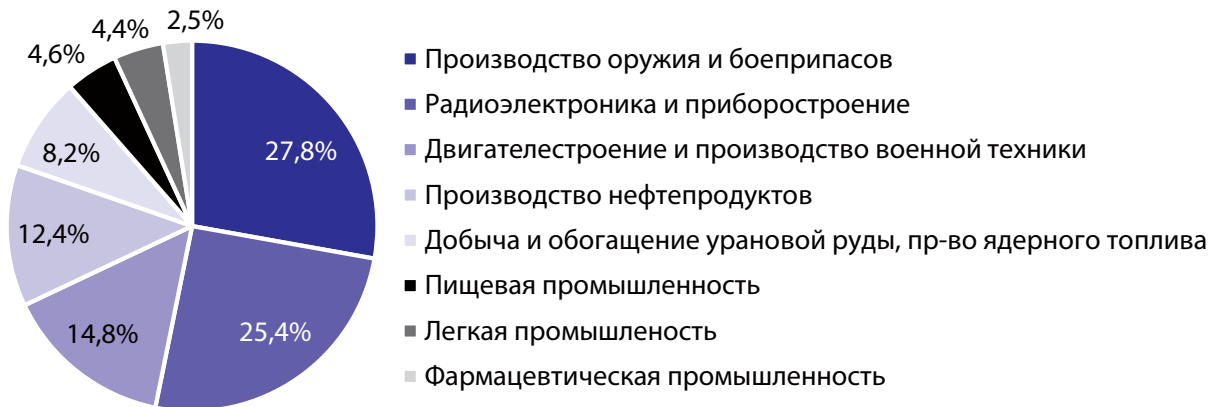 2,5%
4,4%
4,6%
8,2%
12,4%
14,8%
25,4%
27,8%
Производство оружия и боеприпасов
Радиоэлектроника и приборостроение
Двигателестроение и производство военной техники
Производство нефтепродуктов
Добыча и обогащение урановой руды, пр-во ядерного топлива
Пищевая промышленность
Легкая промышленость
Фармацевтическая промышленность